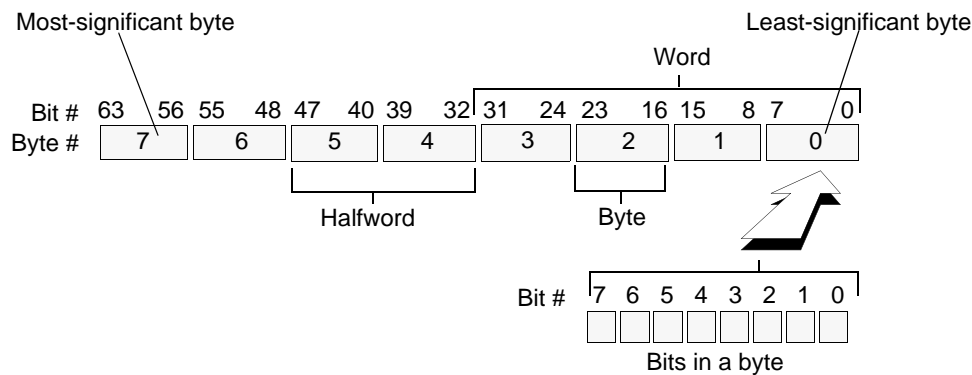 Most-significant byte Least-significant byte
Word
Bit # 63 56 55 48 47 40 39 32 31 24 23 16 15 8 7 0
Byte # 7 6 5 4 3 2 1 0
Halfword Byte
Bit # 7 6 5 4 3 2 1 0
Bits in a byte